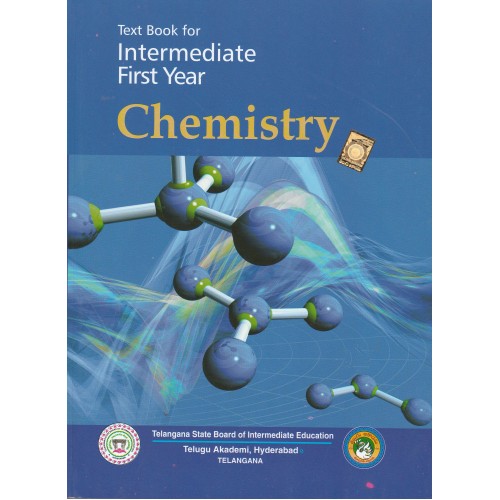 Text Book for
Intermediate
First Year
Chemistry
Telangana State Board of Intermediate Education
Telugu Akademi, Hyderabad
TELANGANA